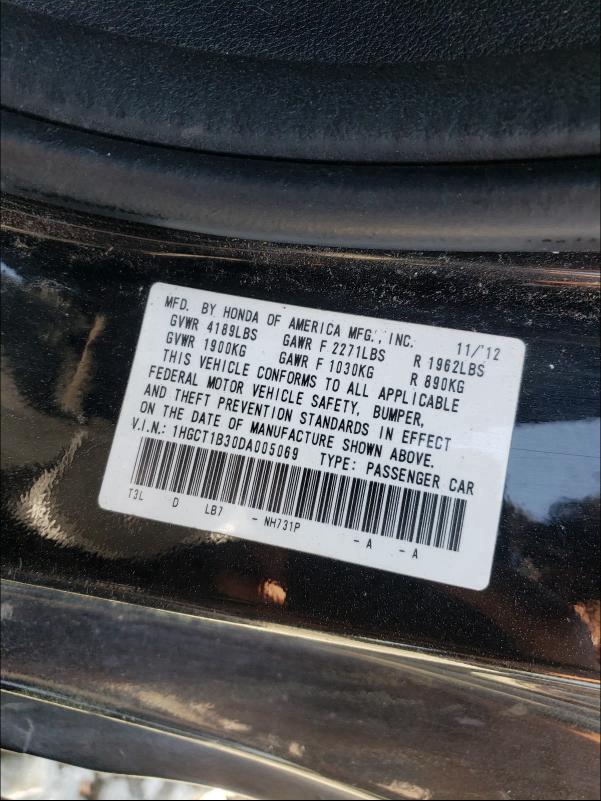 MFD. BY HONDA OF AMERICA MFG., INC. 11/'12
GVWR 4189LBS GAWR F 2271LBS R 1962LBS
GVWR 1900KG GAWR F 1030KG R 890KG
THIS VEHICLE CONFORMS TO ALL APPLICABLE
FEDERAL MOTOR VEHICLE SAFETY, BUMPER,
AND THEFT PREVENTION STANDARDS IN EFFECT
ON THE DATE OF MANUFACTURE SHOWN ABOVE.
V.I.N.: 1HGCT1B30DA005069 TYPE: PASSENGER CAR
T3L D LB7 - NH731P - A - A